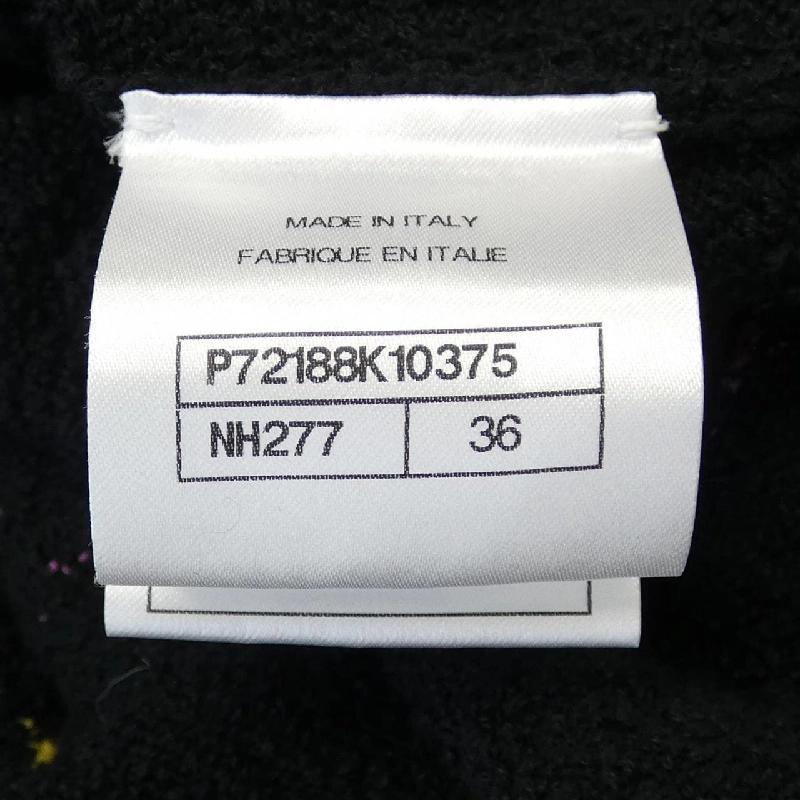 MADE IN ITALY
FABRIQUE EN ITALIE
P72188K10375
NH277 36